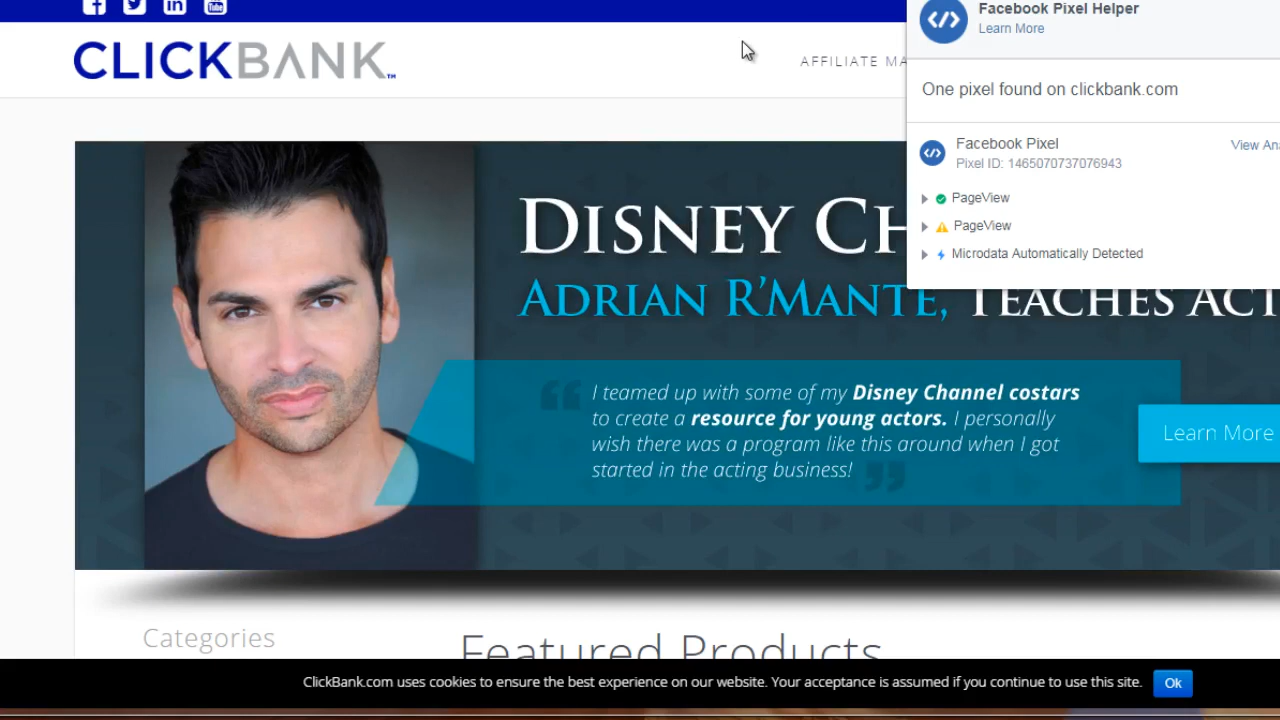 CLICKBANK™
AFFILIATE MA
Facebook Pixel Helper
Learn More
One pixel found on clickbank.com
Facebook Pixel
View Ana
Pixel ID: 1465070737076943
PageView
PageView
Microdata Automatically Detected
DISNEY CH
ADRIAN R'MANTE, TEACHES ACT
“ I teamed up with some of my Disney Channel costars
to create a resource for young actors. I personally
wish there was a program like this around when I got
started in the acting business! ”
Learn More
Categories
Featured Products
ClickBank.com uses cookies to ensure the best experience on our website. Your acceptance is assumed if you continue to use this site.
Ok